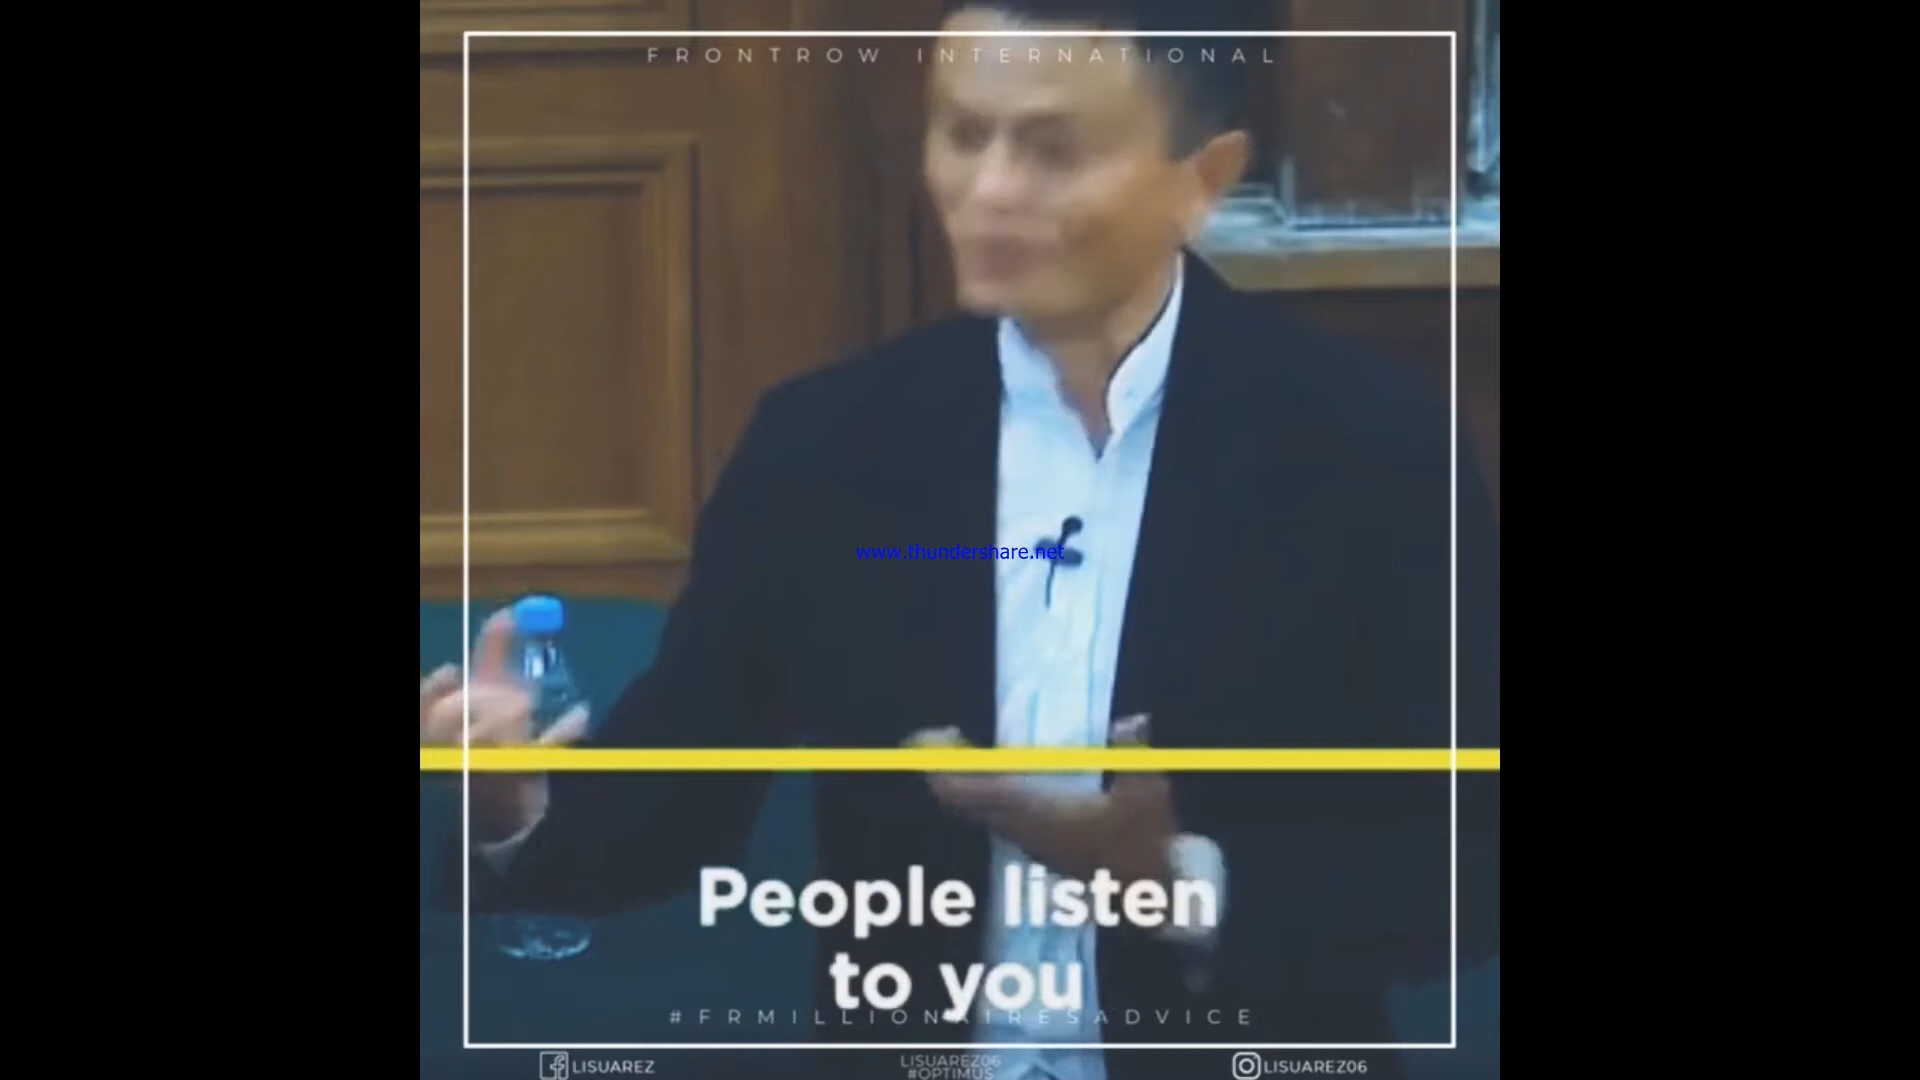 FRONTROW INTERNATIONAL
www.thundershare.net
People listen
to you
#FRMILLIONAIRESADVICE
LISUAREZ
LISUAREZ06
#OPTIMUS
LISUAREZ06